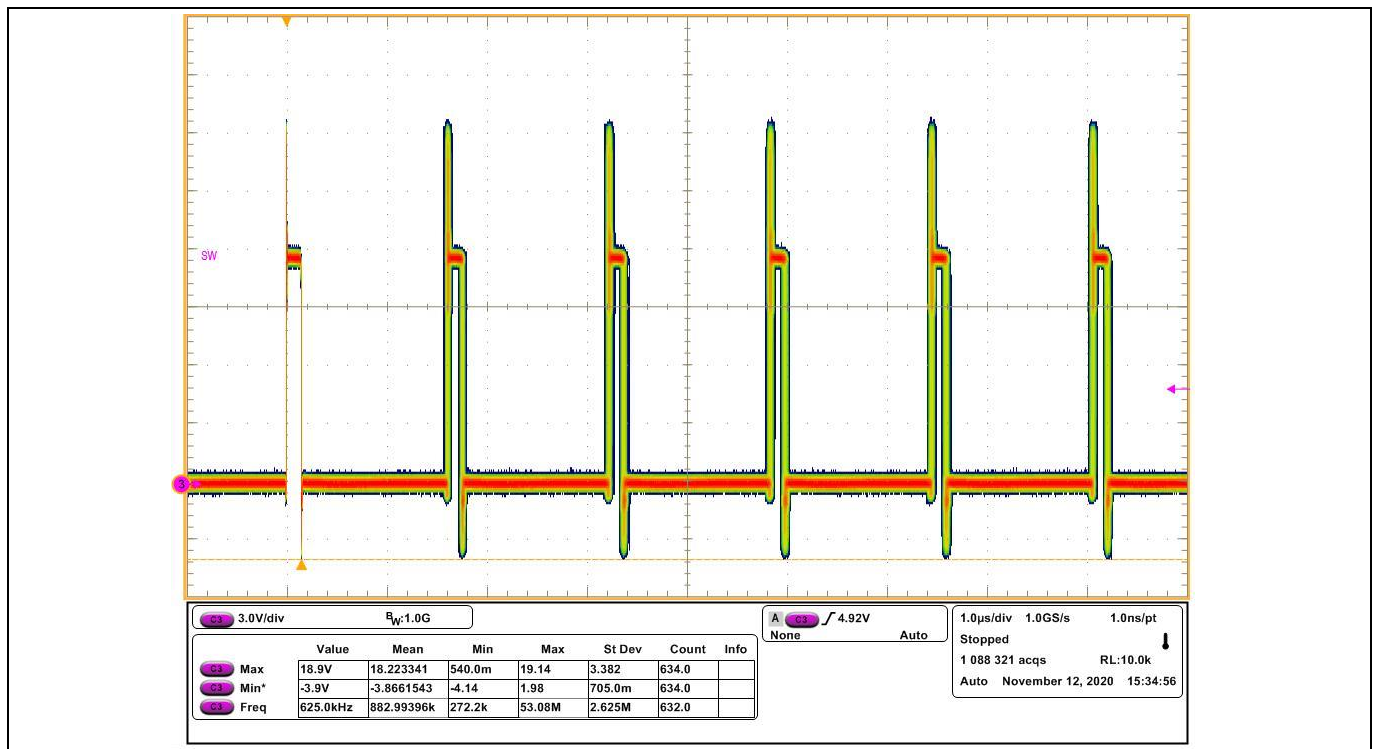 SW
3
C3 3.0V/div BW:1.0G
A C3 4.92V
None Auto
1.0µs/div 1.0GS/s 1.0ns/pt
Stopped
1 088 321 acqs RL:10.0k
Auto November 12, 2020 15:34:56
Value Mean Min Max St Dev Count Info
C3 Max 18.9V 18.223341 540.0m 19.14 3.382 634.0
C3 Min* -3.9V -3.8661543 -4.14 1.98 705.0m 634.0
C3 Freq 625.0kHz 882.99396k 272.2k 53.08M 2.625M 632.0